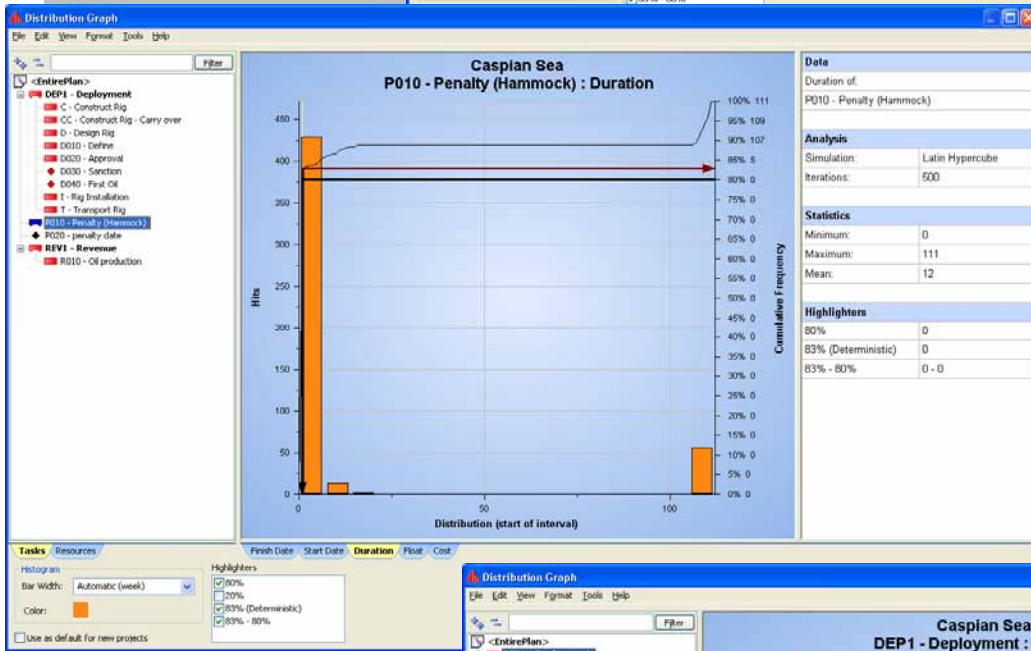 Distribution Graph
File Edit View Format Tools Help
Filter
<EntirePlan>
DEP1 - Deployment
C - Construct Rig
CC - Construct Rig - Carry over
D - Design Rig
D010 - Define
D020 - Approval
D030 - Sanction
D040 - First Oil
I - Rig Installation
T - Transport Rig
P010 - Penalty (Hammock)
P020 - penalty date
REV1 - Revenue
R010 - Oil production
Tasks Resources
Caspian Sea
P010 - Penalty (Hammock) : Duration
450
400
350
300
250
200
150
100
50
0
Hits
0 50 100
Distribution (start of interval)
100% 111
95% 109
90% 107
85% 5
80% 0
75% 0
70% 0
65% 0
60% 0
55% 0
50% 0
45% 0
40% 0
35% 0
30% 0
25% 0
20% 0
15% 0
10% 0
5% 0
0% 0
Cumulative Frequency
Finish Date Start Date Duration Float Cost
Data
Duration of:
P010 - Penalty (Hammock)
Analysis
Simulation: Latin Hypercube
Iterations: 500
Statistics
Minimum: 0
Maximum: 111
Mean: 12
Highlighters
80% 0
83% (Deterministic) 0
83% - 80% 0 - 0
Histogram
Bar Width: Automatic (week)
Color:
Use as default for new projects
Highlighters
80%
20%
83% (Deterministic)
83% - 80%
Distribution Graph
File Edit View Format Tools Help
Filter
<EntirePlan>
Caspian Sea
DEP1 - Deployment :